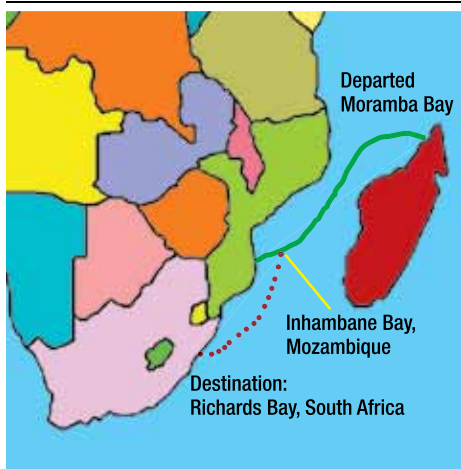 Departed
Moramba Bay
Inhambane Bay,
Mozambique
Destination:
Richards Bay, South Africa